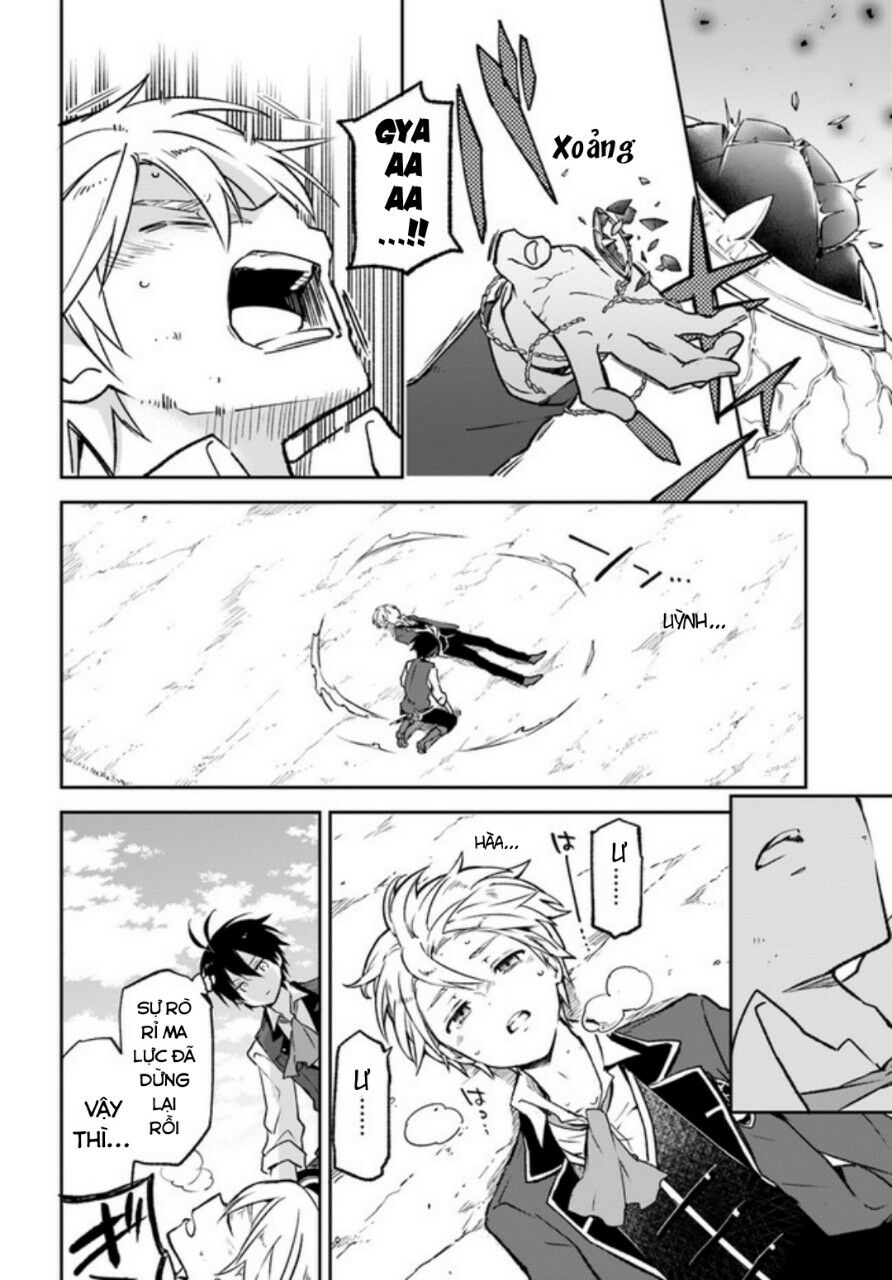 Xoảng
GYA
AA
AA
...!!
UỲNH...
Ư
......
HÀA...
は
Ư
......
はっ...
SỰ RÒ
RỈ MA
LỰC ĐÃ
DỪNG
LẠI
RỒI
VẬY
THÌ...